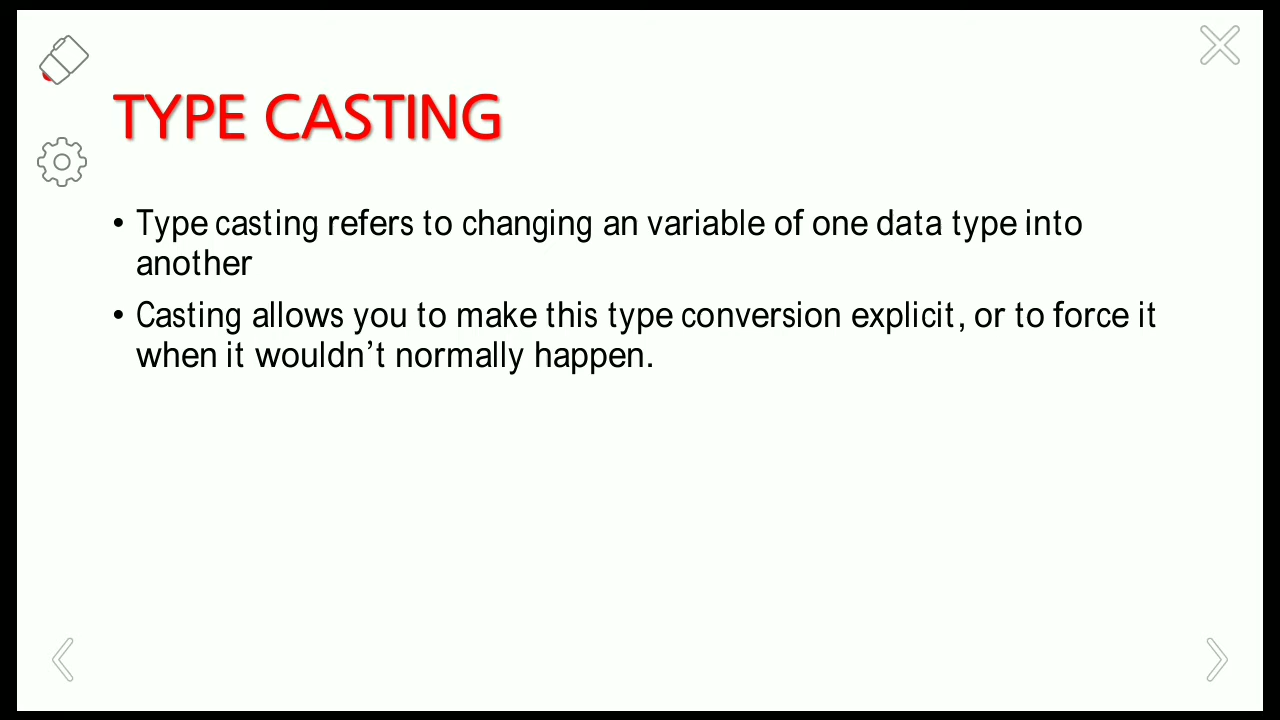 TYPE CASTING
• Type casting refers to changing an variable of one data type into
another
• Casting allows you to make this type conversion explicit, or to force it
when it wouldn’t normally happen.